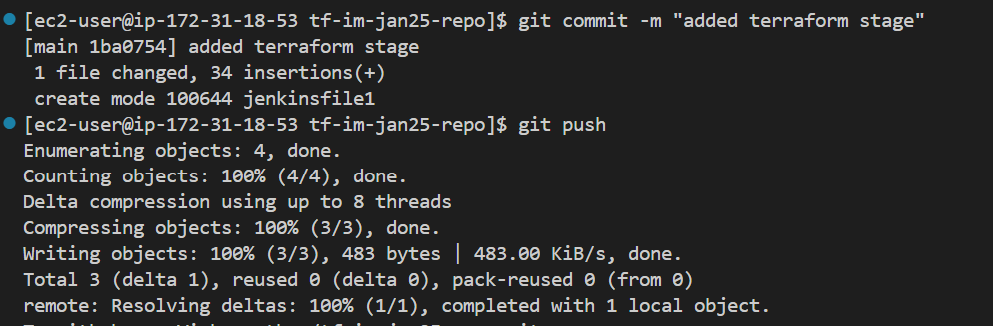 [ec2-user@ip-172-31-18-53 tf-im-jan25-repo]$ git commit -m "added terraform stage"
[main 1ba0754] added terraform stage
 1 file changed, 34 insertions(+)
 create mode 100644 jenkinsfile1
[ec2-user@ip-172-31-18-53 tf-im-jan25-repo]$ git push
Enumerating objects: 4, done.
Counting objects: 100% (4/4), done.
Delta compression using up to 8 threads
Compressing objects: 100% (3/3), done.
Writing objects: 100% (3/3), 483 bytes | 483.00 KiB/s, done.
Total 3 (delta 1), reused 0 (delta 0), pack-reused 0 (from 0)
remote: Resolving deltas: 100% (1/1), completed with 1 local object.